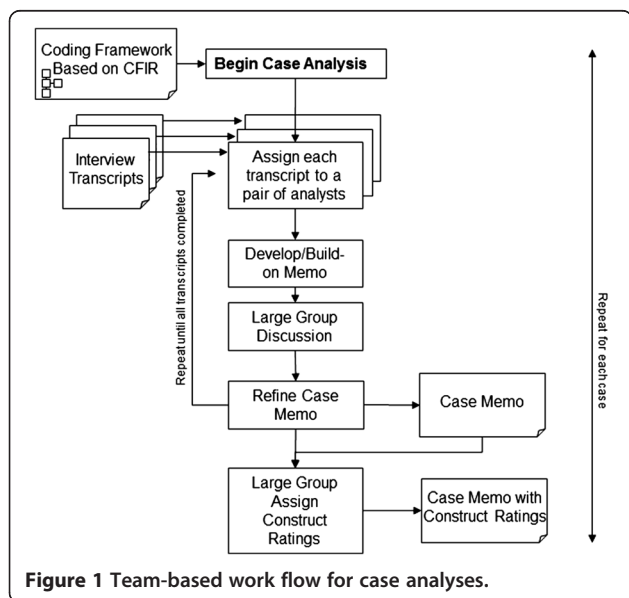 Coding Framework
Based on CFIR
Begin Case Analysis
Interview
Transcripts
Assign each
transcript to a
pair of analysts
Develop/Build-
on Memo
Large Group
Discussion
Refine Case
Memo
Case Memo
Large Group
Assign
Construct
Ratings
Case Memo with
Construct Ratings
Repeat until all transcripts completed
Repeat for each case
Figure 1 Team-based work flow for case analyses.